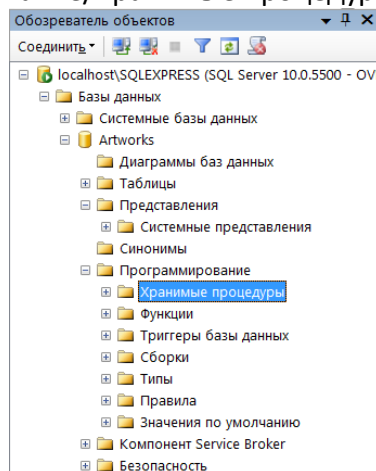 Обозреватель объектов
Соединить
localhost\SQLEXPRESS (SQL Server 10.0.5500 - OV
Базы данных
Системные базы данных
Artworks
Диаграммы баз данных
Таблицы
Представления
Системные представления
Синонимы
Программирование
Хранимые процедуры
Функции
Триггеры базы данных
Сборки
Типы
Правила
Значения по умолчанию
Компонент Service Broker
Безопасность